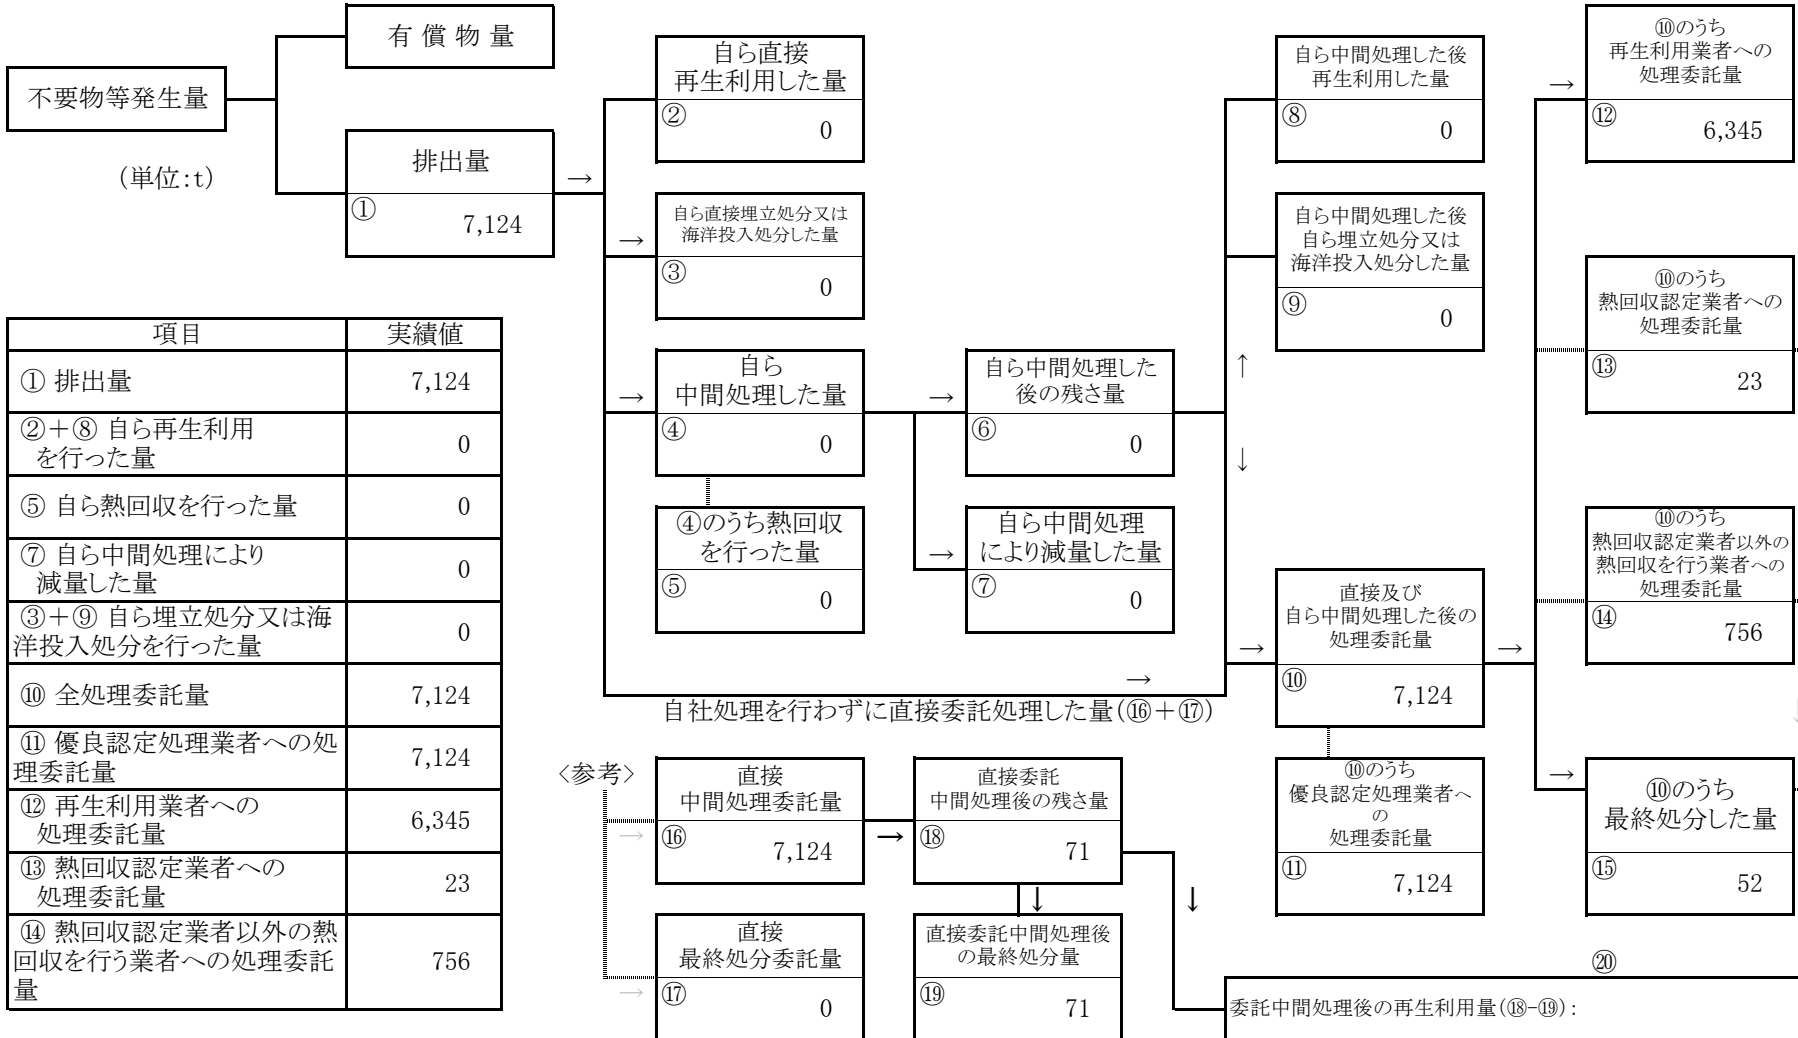 有 償 物 量
不要物等発生量
(単位:t)
排出量
①
7,124
→
自ら直接
再生利用した量
②
0
→
自ら直接埋立処分又は
海洋投入処分した量
③
0
→
自ら
中間処理した量
④
0
④のうち熱回収
を行った量
⑤
0
→
自ら中間処理した
後の残さ量
⑥
0
→
自ら中間処理
により減量した量
⑦
0
自ら中間処理した後
再生利用した量
⑧
0
自ら中間処理した後
自ら埋立処分又は
海洋投入処分した量
⑨
0
↑
↓
→
自社処理を行わずに直接委託処理した量(⑯+⑰)
→
直接及び
自ら中間処理した後の
処理委託量
⑩
7,124
⑩のうち
優良認定処理業者へ
の
処理委託量
⑪
7,124
→
→
⑩のうち
再生利用業者への
処理委託量
⑫
6,345
⑩のうち
熱回収認定業者への
処理委託量
⑬
23
⑩のうち
熱回収認定業者以外の
熱回収を行う業者への
処理委託量
⑭
756
→
⑩のうち
最終処分した量
⑮
52
項目 実績値
① 排出量 7,124
②+⑧ 自ら再生利用
を行った量
0
⑤ 自ら熱回収を行った量 0
⑦ 自ら中間処理により
減量した量
0
③+⑨ 自ら埋立処分又は海
洋投入処分を行った量
0
⑩ 全処理委託量 7,124
⑪ 優良認定処理業者への処
理委託量
7,124
⑫ 再生利用業者への
処理委託量
6,345
⑬ 熱回収認定業者への
処理委託量
23
⑭ 熱回収認定業者以外の熱
回収を行う業者への処理委託
量
756
<参考>
→
直接
中間処理委託量
⑯
7,124
→
直接委託
中間処理後の残さ量
⑱
71
→
直接
最終処分委託量
⑰
0
↓
直接委託中間処理後
の最終処分量
⑲
71
↓
⑳
委託中間処理後の再生利用量(⑱-⑲):